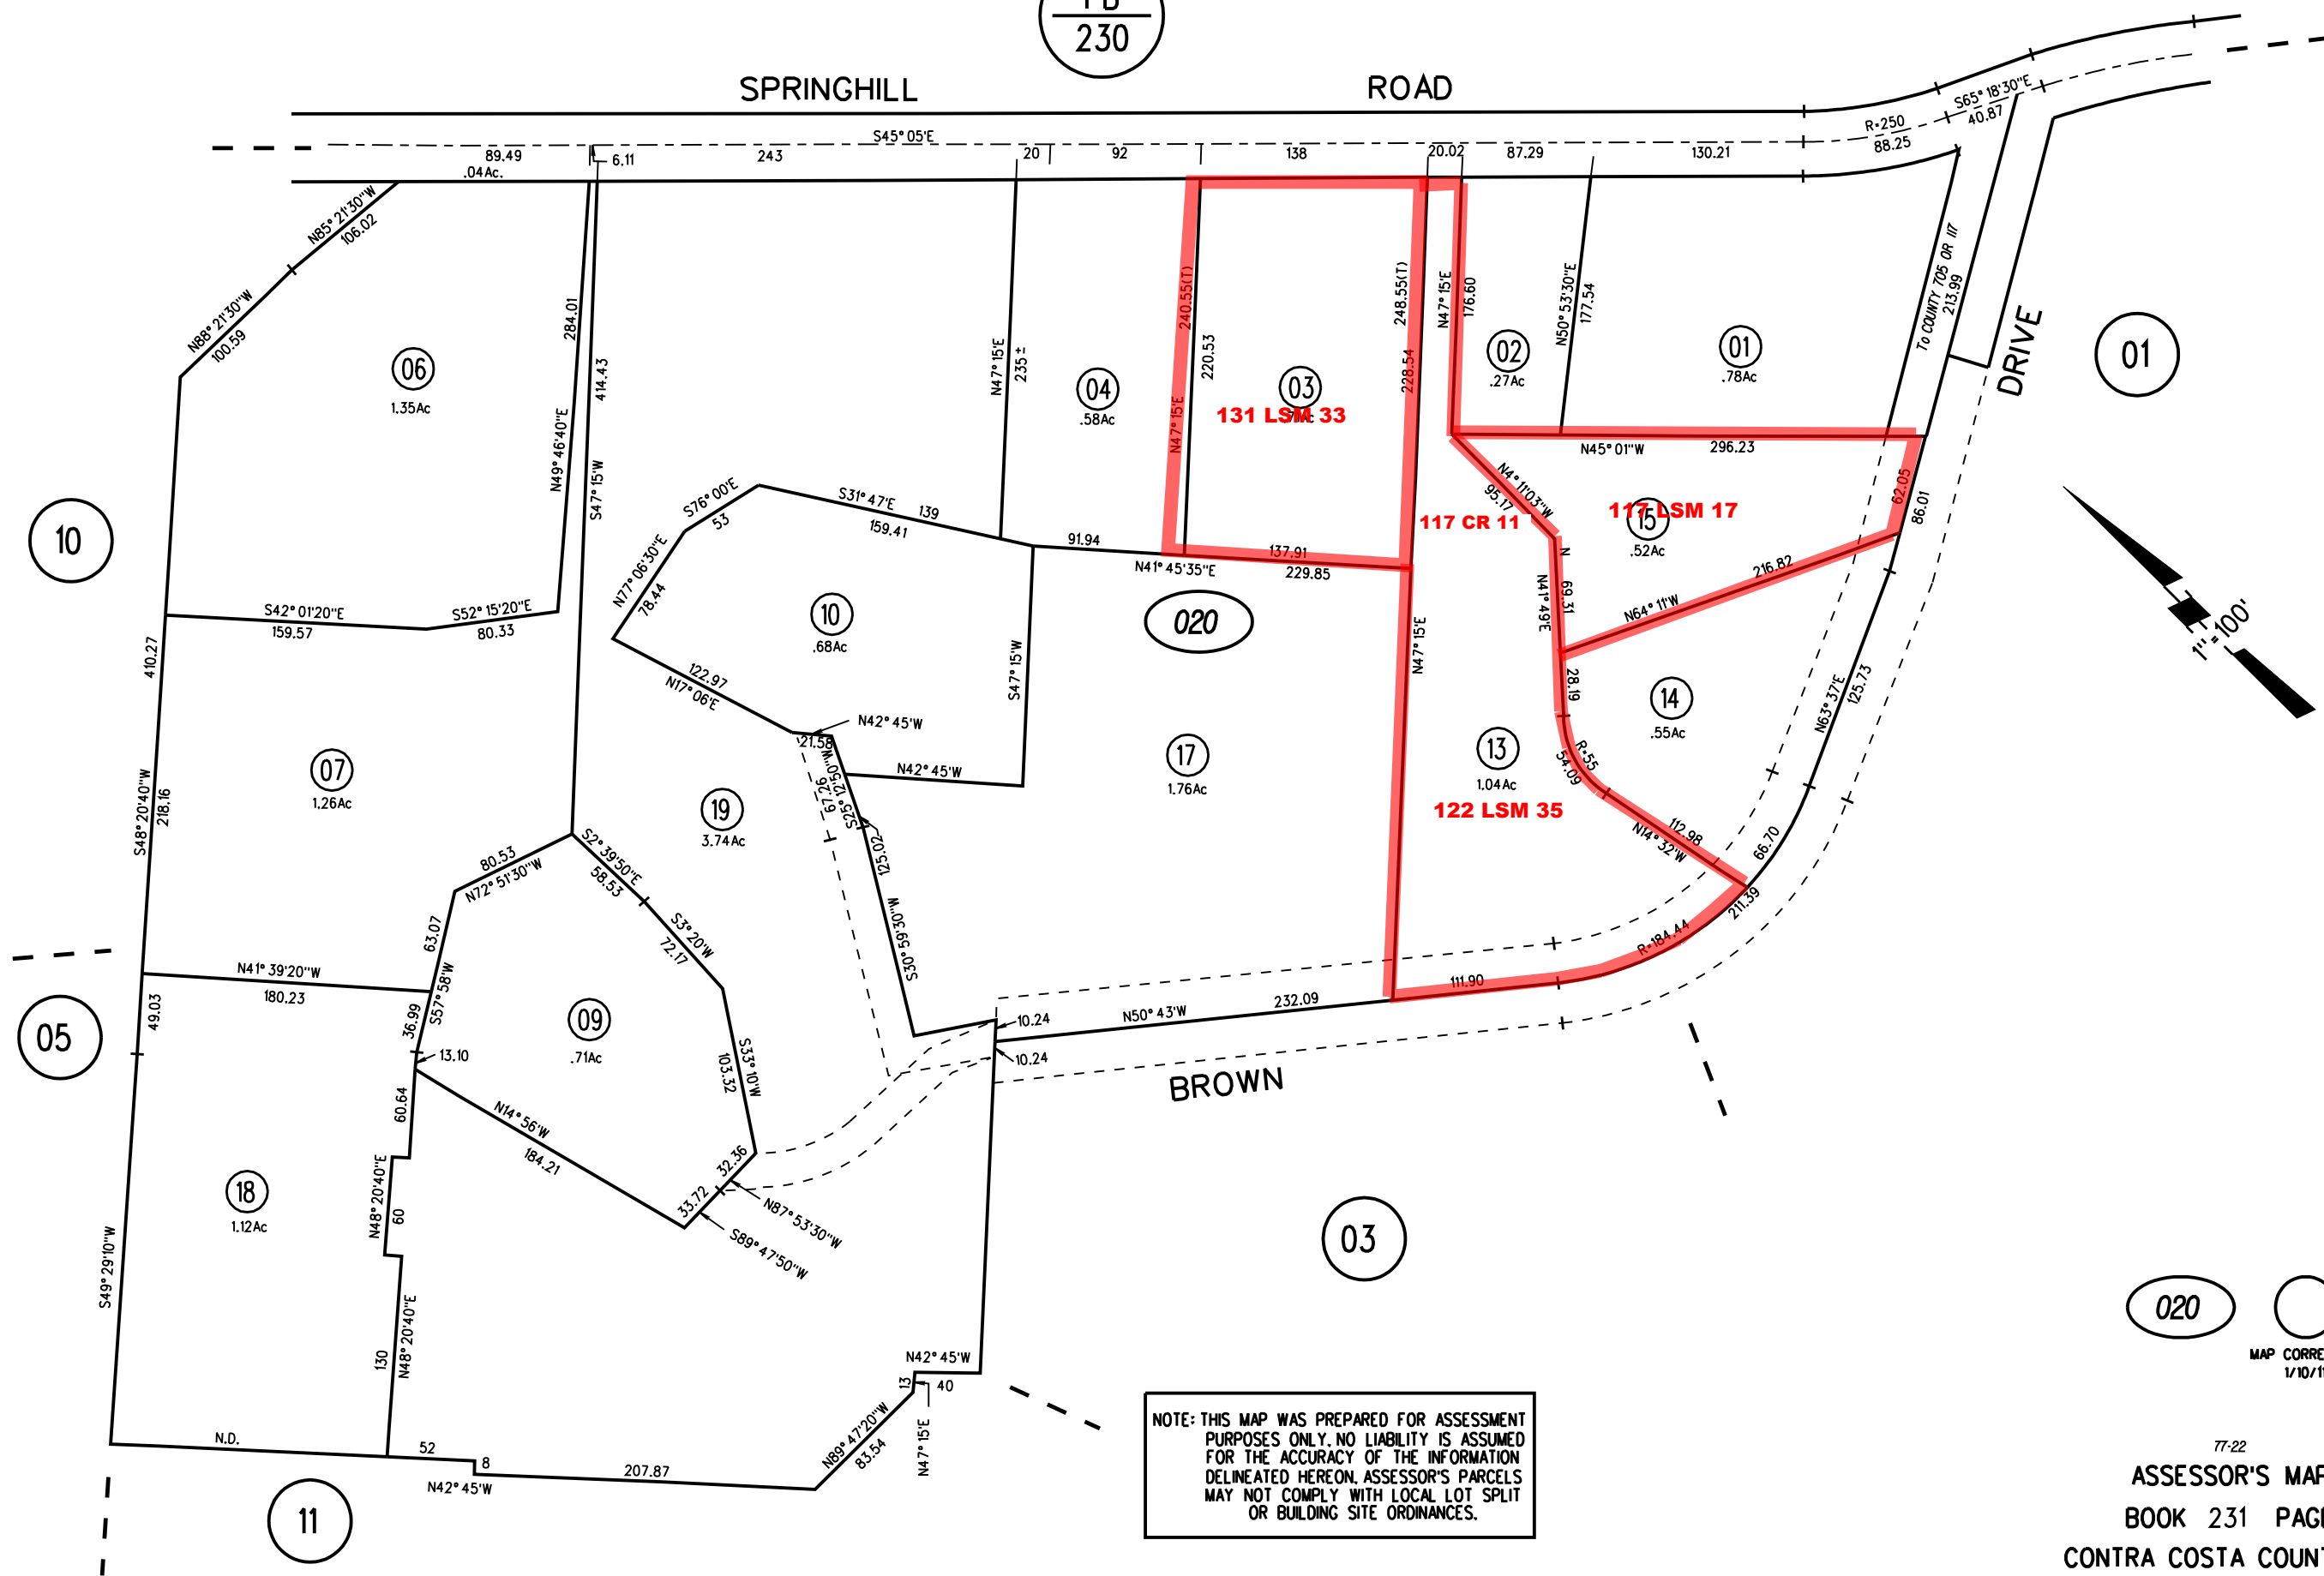 PB
230
SPRINGHILL ROAD
S45° 05'E
S65° 18'30"E
40.87
R=250
88.25
89.49
6.11
243
20
92
138
20.02
87.29
130.21
.04Ac.
N85° 21'30"W
106.02
N88° 21'30"W
100.59
06
1.35Ac
284.01
N49° 46'40"E
414.43
S47° 15'W
N47° 15'E
235 ±
04
.58Ac
240.55(T)
N47° 15'E
220.53
03
131 LSM 33
248.55(T)
228.54
N47° 15'E
176.60
02
.27Ac
N50° 53'30"E
177.54
01
.78Ac
To COUNTY 705 OR 117
213.99
DRIVE
01
10
S42° 01'20"E
159.57
S52° 15'20"E
80.33
S76° 00'E
53
S31° 47'E
139
159.41
N77° 06'30"E
78.44
91.94
N41° 45'35"E
137.91
229.85
117 CR 11
N4° 11'03"W
95.17
N45° 01'W
296.23
117 LSM 17
15
.52Ac
62.05
86.01
216.82
N64° 11'W
N
69.31
N41° 49'E
10
.68Ac
020
122.97
N17° 06'E
S47° 15'W
N47° 15'E
28.19
14
.55Ac
N63° 37'E
125.73
1"=100'
410.27
S48° 20'40"W
218.16
07
1.26Ac
N42° 45'W
21.58
N42° 45'W
67.26
S25° 12'50"W
125.02
S30° 59'30"W
19
3.74Ac
17
1.76Ac
13
1.04Ac
122 LSM 35
R=55
54.09
112.98
N14° 32'W
66.70
211.39
R=184.44
111.90
80.53
N72° 51'30"W
S2° 39'50"E
58.53
S3° 20'W
72.17
63.07
S57° 58'W
36.99
N41° 39'20"W
180.23
49.03
05
13.10
60.64
09
.71Ac
S33° 10'W
103.32
N50° 43'W
232.09
10.24
10.24
BROWN
N14° 56'W
184.21
32.36
33.72
N87° 53'30"W
S89° 47'50"W
18
1.12Ac
N48° 20'40"E
60
S49° 29'10"W
130
N48° 20'40"E
03
N.D.
52
8
N42° 45'W
207.87
N89° 47'20"W
83.54
N42° 45'W
13
40
N47° 15'E
11
NOTE: THIS MAP WAS PREPARED FOR ASSESSMENT
PURPOSES ONLY. NO LIABILITY IS ASSUMED
FOR THE ACCURACY OF THE INFORMATION
DELINEATED HEREON. ASSESSOR'S PARCELS
MAY NOT COMPLY WITH LOCAL LOT SPLIT
OR BUILDING SITE ORDINANCES.
020
MAP CORRE
1/10/11
77-22
ASSESSOR'S MAP
BOOK 231 PAG
CONTRA COSTA COUNT